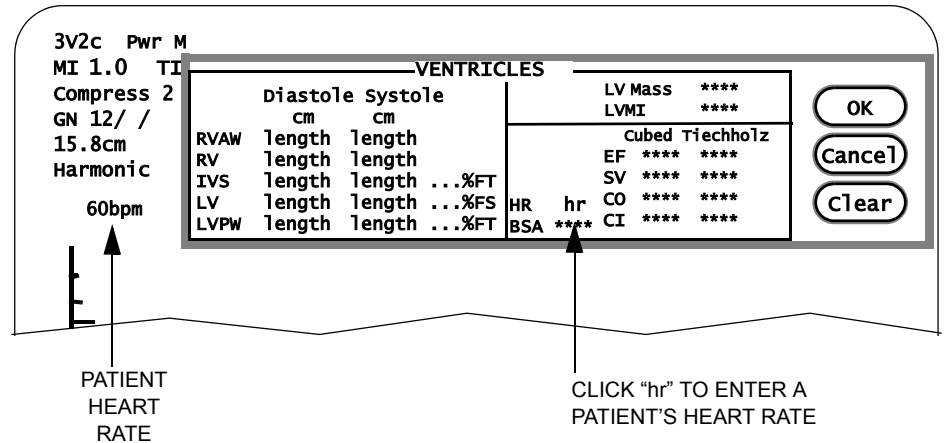 3V2c Pwr M
MI 1.0 TI
Compress 2
GN 12/ /
15.8cm
Harmonic
60bpm
VENTRICLES
Diastole Systole
cm cm
RVAW length length
RV length length
IVS length length ...%FT
LV length length ...%FS
LVPW length length ...%FT
HR hr
BSA ****
LV Mass ****
LVMI ****
Cubed Tiechholz
EF **** ****
SV **** ****
CO **** ****
CI **** ****
OK
Cancel
Clear
PATIENT
HEART
RATE
CLICK “hr” TO ENTER A
PATIENT’S HEART RATE